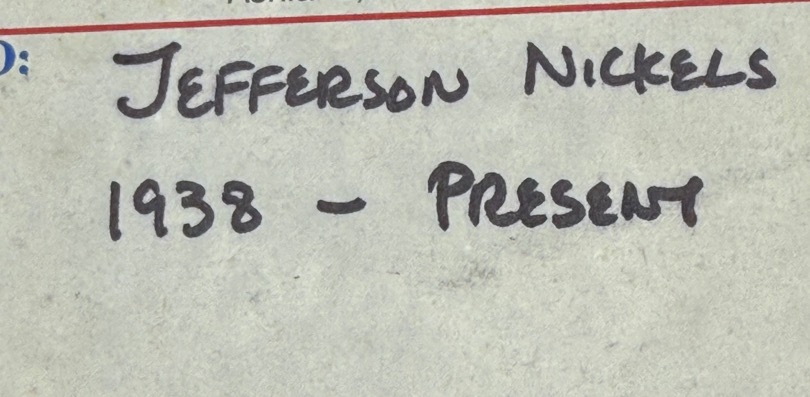 JEFFERSON NICKELS
1938 - PRESENT